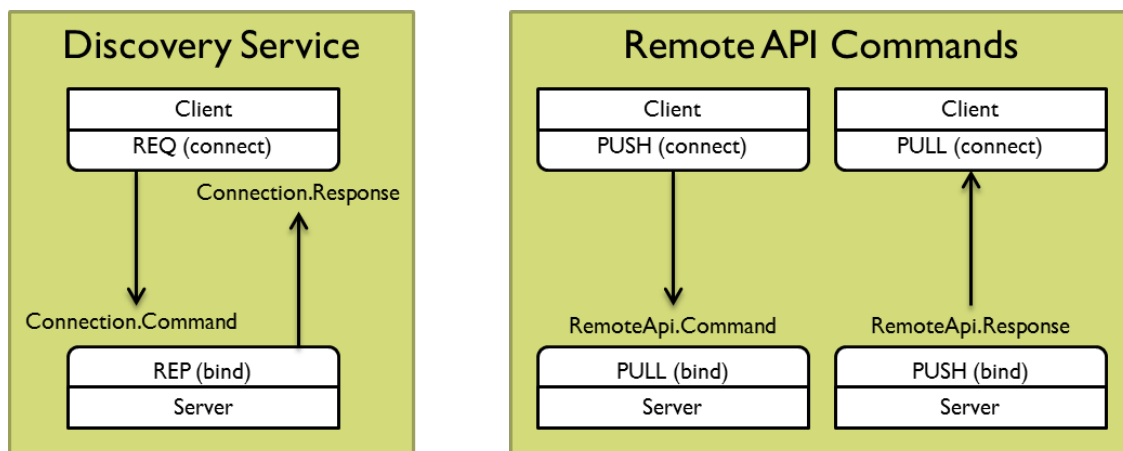 Discovery Service
Client
REQ (connect)
Connection.Response
Connection.Command
REP (bind)
Server
Remote API Commands
Client
PUSH (connect)
RemoteApi.Command
PULL (bind)
Server
Client
PULL (connect)
RemoteApi.Response
PUSH (bind)
Server